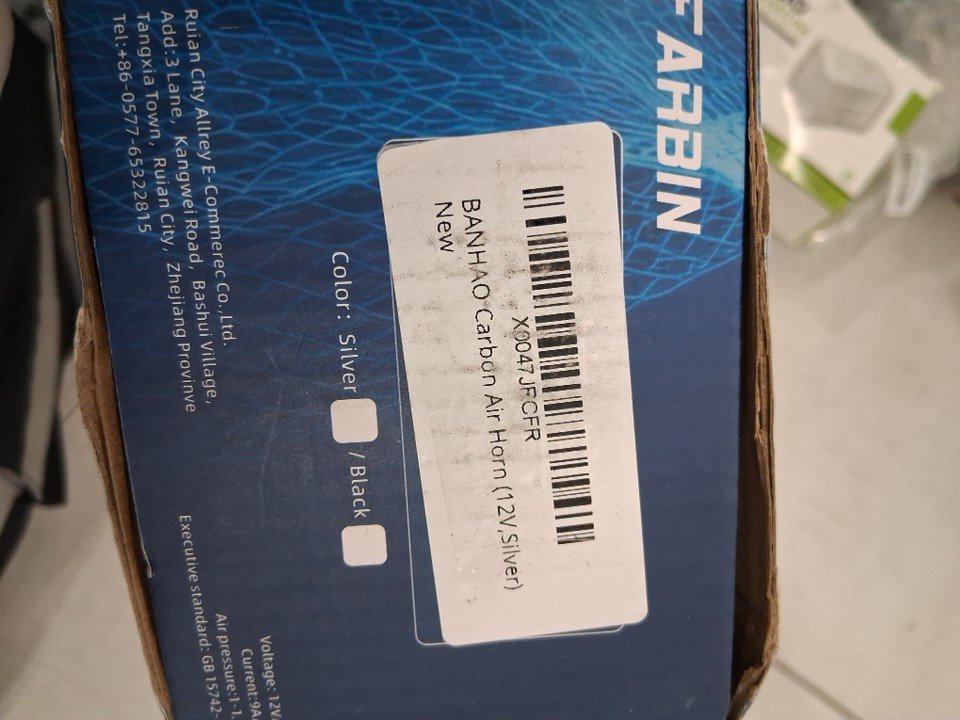 FARBIN
X0047JFCFR
BANHAO Carbon Air Horn (12V,Silver)
New
Color: Silver / Black
Ruian City Allrey E-Commerec Co.,Ltd.
Add:3 Lane, Kangwei Road, Bashui Village,
Tangxia Town, Ruian City, Zhejiang Provinve
Tel:+86-0577-65322815
Voltage: 12V
Current:9A
Air pressure:1-1.
Executive standard: GB 15742-